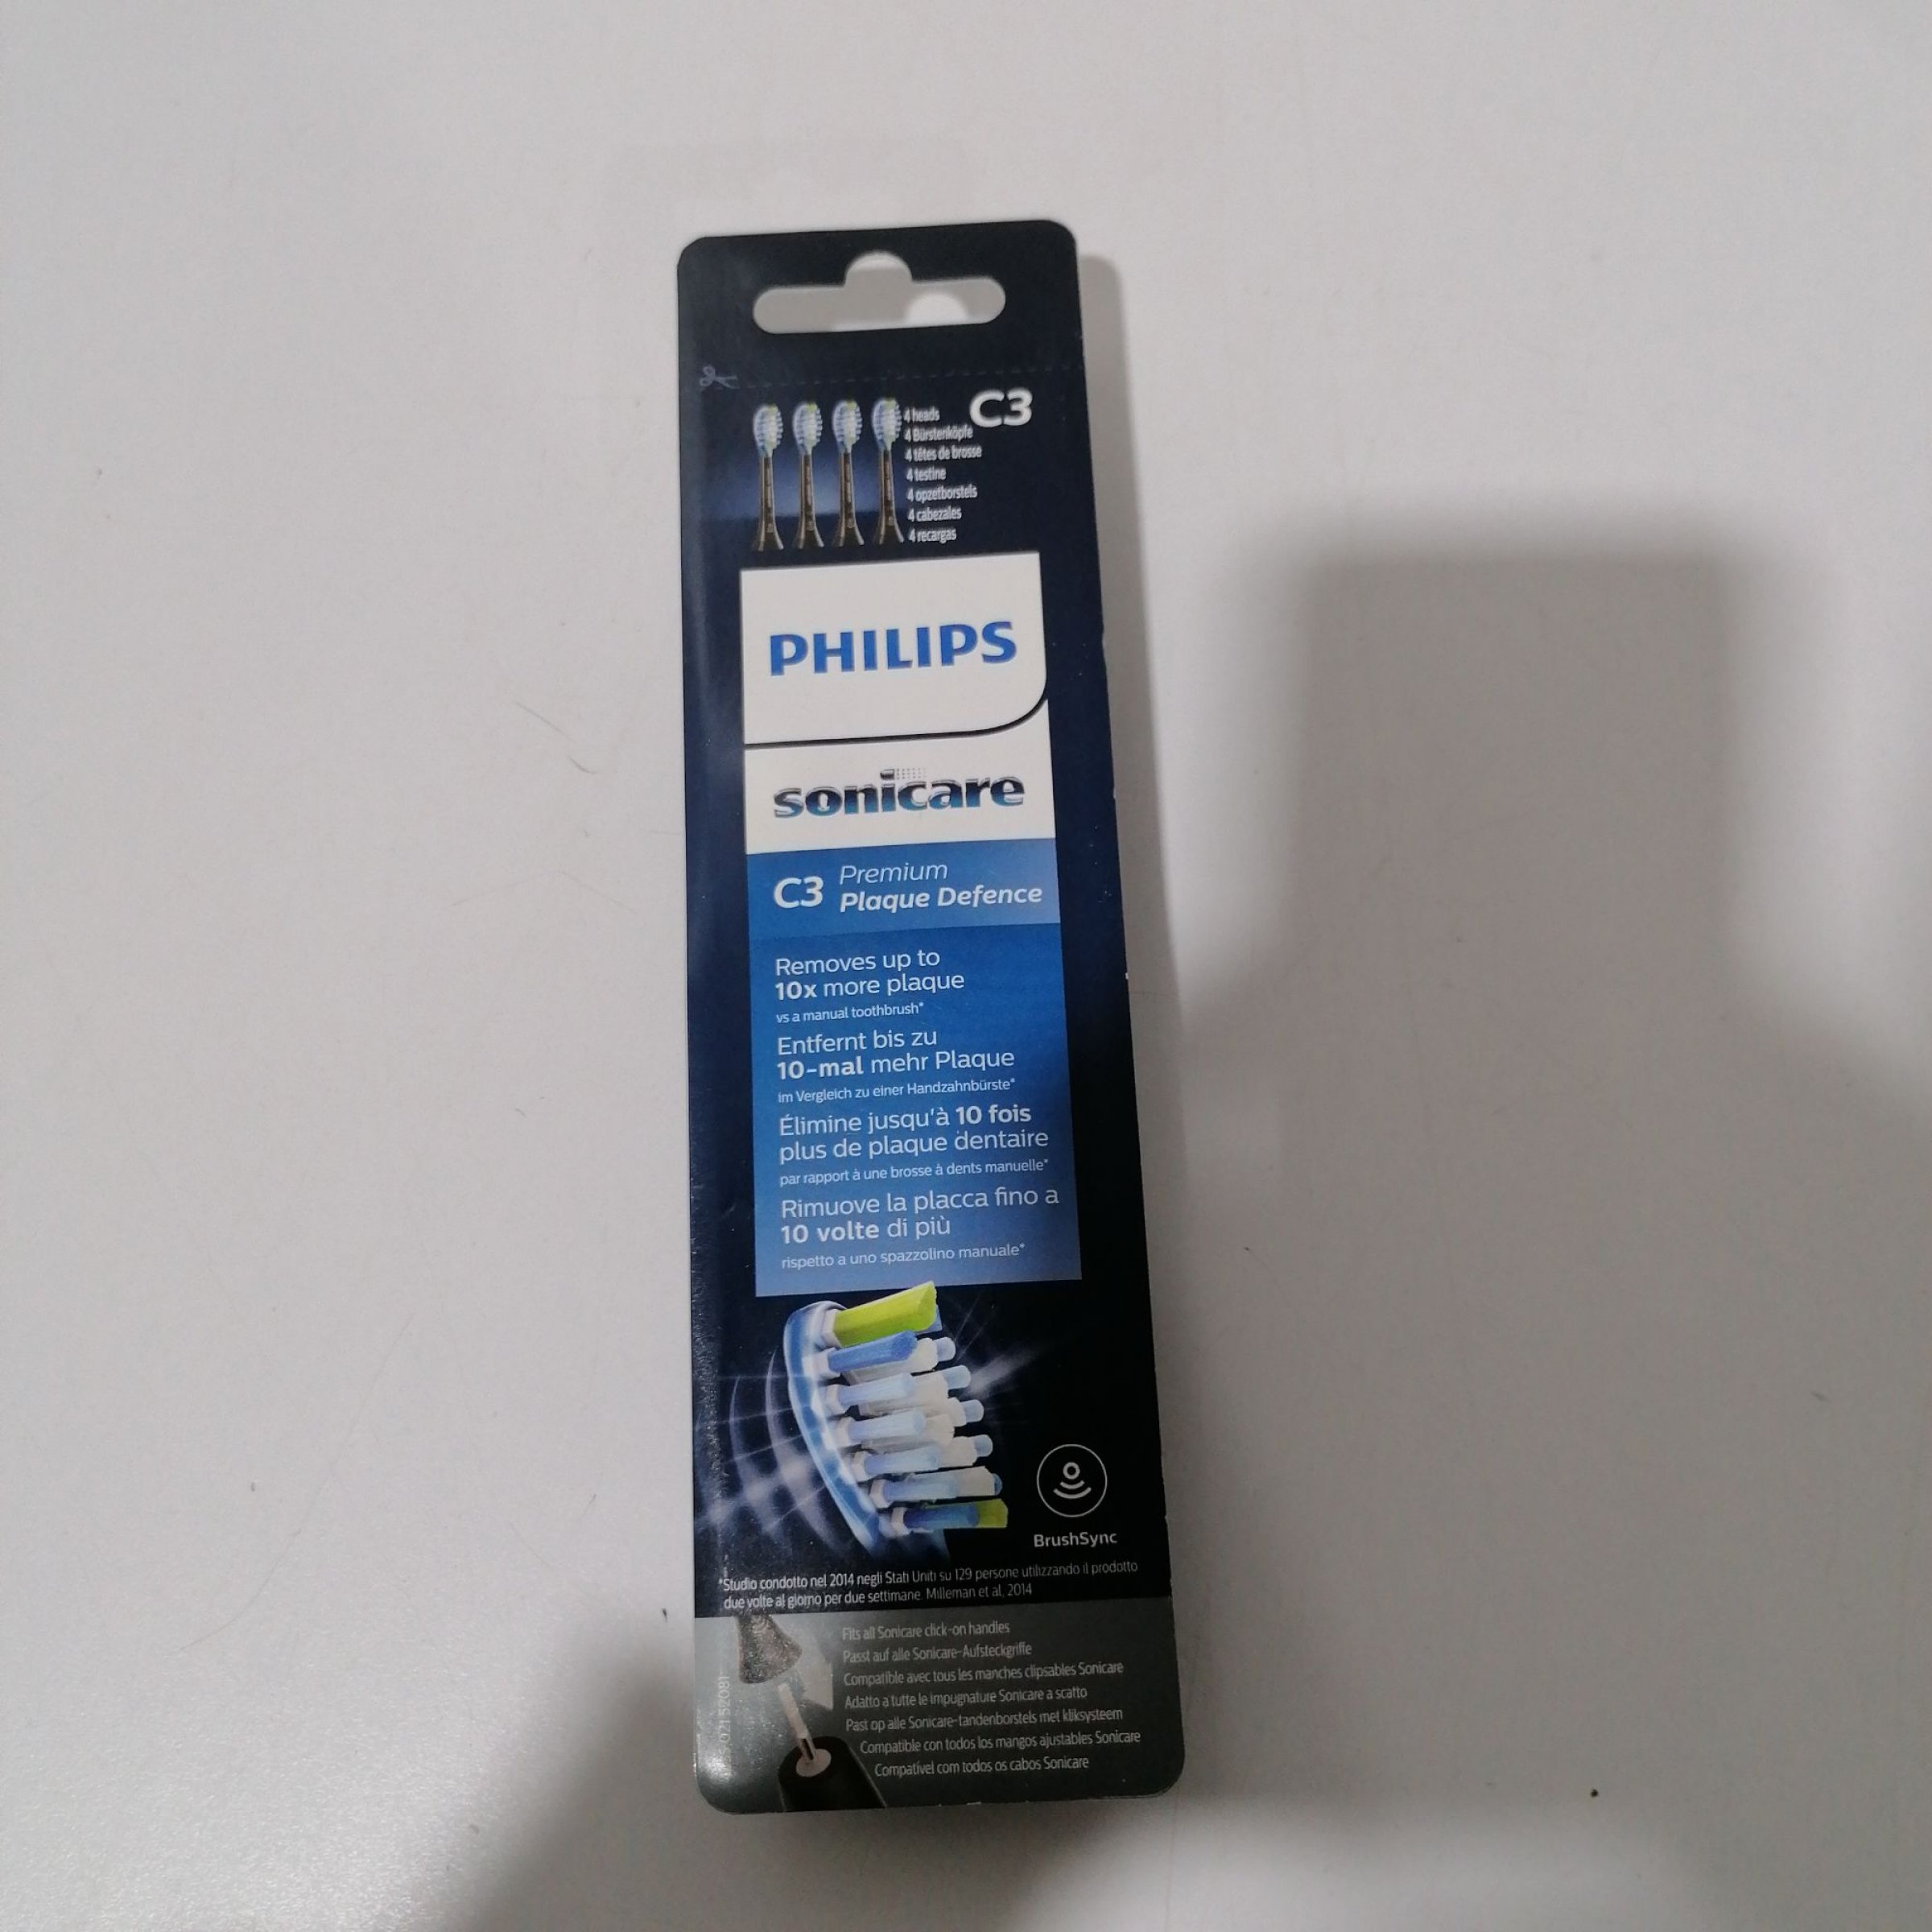 C3
4 heads
4 Bürstenköpfe
4 têtes de brosse
4 testine
4 opzetborstels
4 cabezales
4 recargas
PHILIPS
sonicare
C3 Premium
Plaque Defence
Removes up to
10x more plaque
vs a manual toothbrush*
Entfernt bis zu
10-mal mehr Plaque
im Vergleich zu einer Handzahnbürste*
Élimine jusqu'à 10 fois
plus de plaque dentaire
par rapport à une brosse à dents manuelle*
Rimuove la placca fino a
10 volte di più
rispetto a uno spazzolino manuale*
BrushSync
*Studio condotto nel 2014 negli Stati Uniti su 129 persone utilizzando il prodotto
due volte al giorno per due settimane. Milleman et al, 2014
Fits all Sonicare click-on handles
Passt auf alle Sonicare-Aufsteckgriffe
Compatible avec tous les manches clipsables Sonicare
Adatto a tutte le impugnature Sonicare a scatto
Past op alle Sonicare-tandenborstels met kliksysteem
Compatible con todos los mangos ajustables Sonicare
Compatível com todos os cabos Sonicare